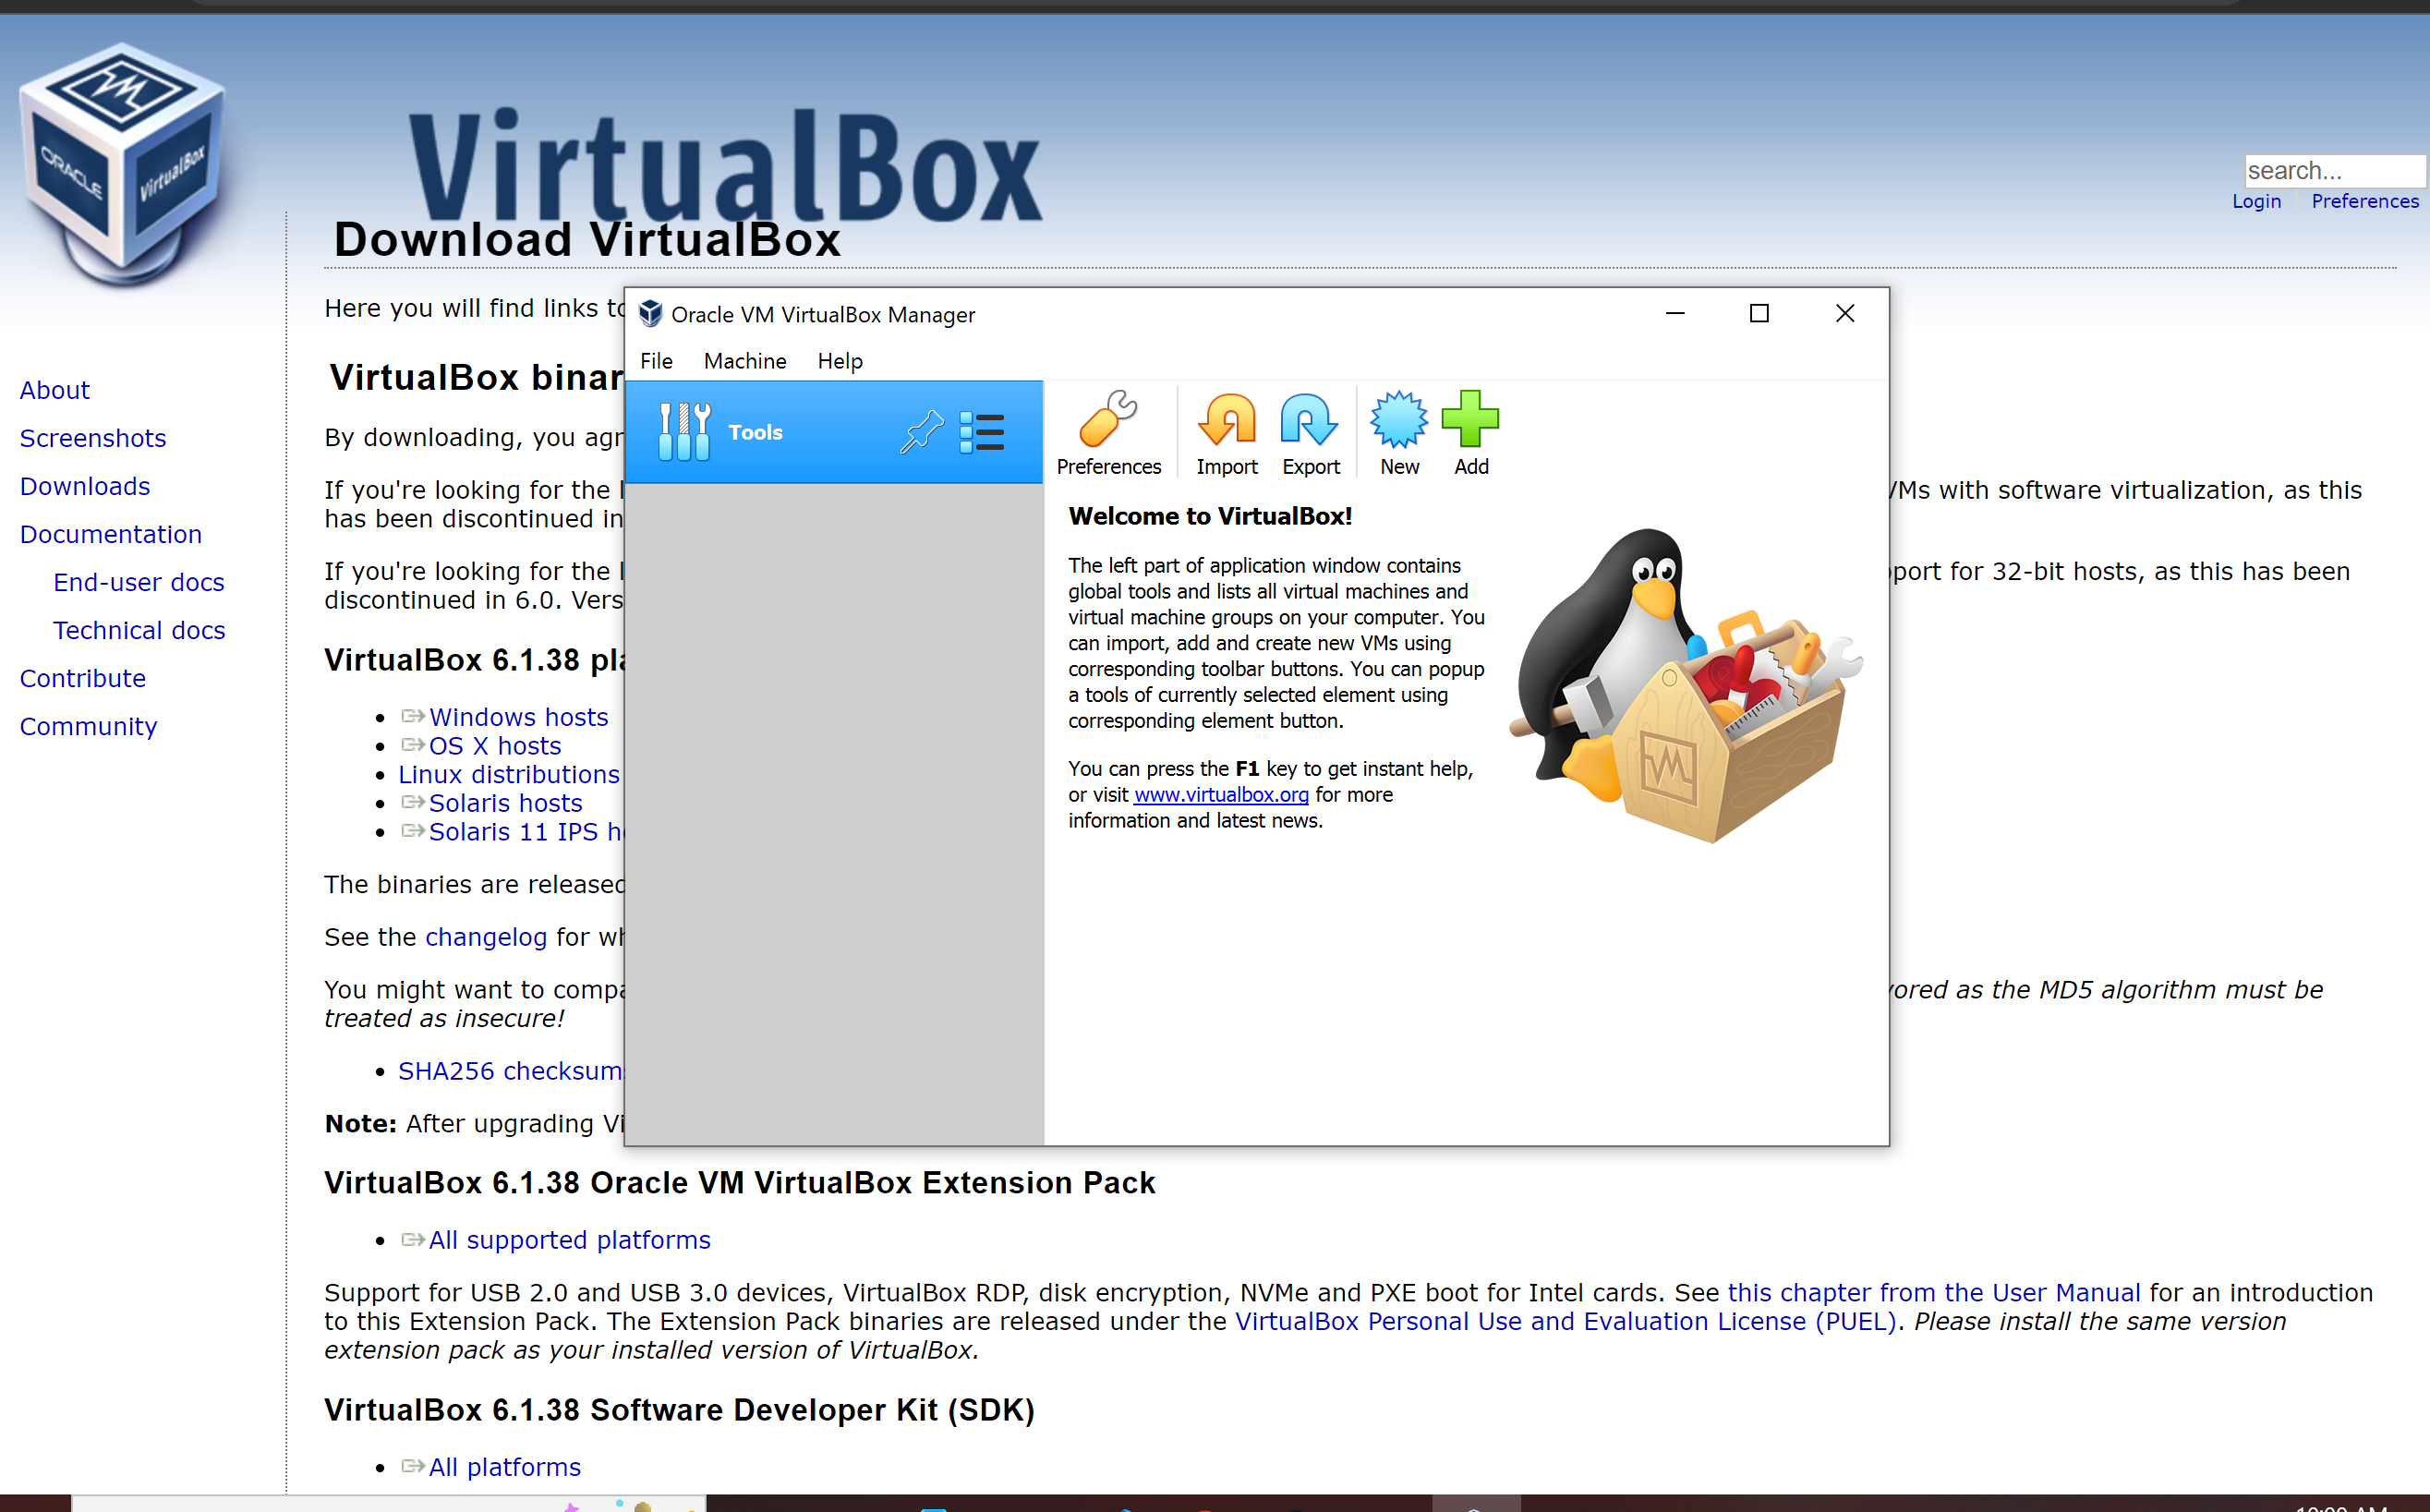 ORACLE
VirtualBox
VirtualBox
search...
Login Preferences
Download VirtualBox
Here you will find links
About
Screenshots
Downloads
Documentation
End-user docs
Technical docs
Contribute
Community
VirtualBox
By downloading, you
If you're looking for the
VMs with software virtualization, as this
has been discontinued in
If you're looking for the
for 32-bit hosts, as this has been
discontinued in 6.0.
VirtualBox 6.1.38
Windows hosts
OS X hosts
Linux distributions
Solaris hosts
Solaris 11 IPS
The binaries are released
See the changelog for
You might want to
as the MD5 algorithm must be
treated as insecure!
SHA256 checksums
Note: After upgrading
VirtualBox 6.1.38 Oracle VM VirtualBox Extension Pack
All supported platforms
Support for USB 2.0 and USB 3.0 devices, VirtualBox RDP, disk encryption, NVMe and PXE boot for Intel cards. See this chapter from the User Manual for an introduction
to this Extension Pack. The Extension Pack binaries are released under the VirtualBox Personal Use and Evaluation License (PUEL). Please install the same version
extension pack as your installed version of VirtualBox.
VirtualBox 6.1.38 Software Developer Kit (SDK)
All platforms
Oracle VM VirtualBox Manager
File Machine Help
Tools
Preferences Import Export New Add
Welcome to VirtualBox!
The left part of application window contains
global tools and lists all virtual machines and
virtual machine groups on your computer. You
can import, add and create new VMs using
corresponding toolbar buttons. You can popup
a tools of currently selected element using
corresponding element button.
You can press the F1 key to get instant help,
or visit www.virtualbox.org for more
information and latest news.